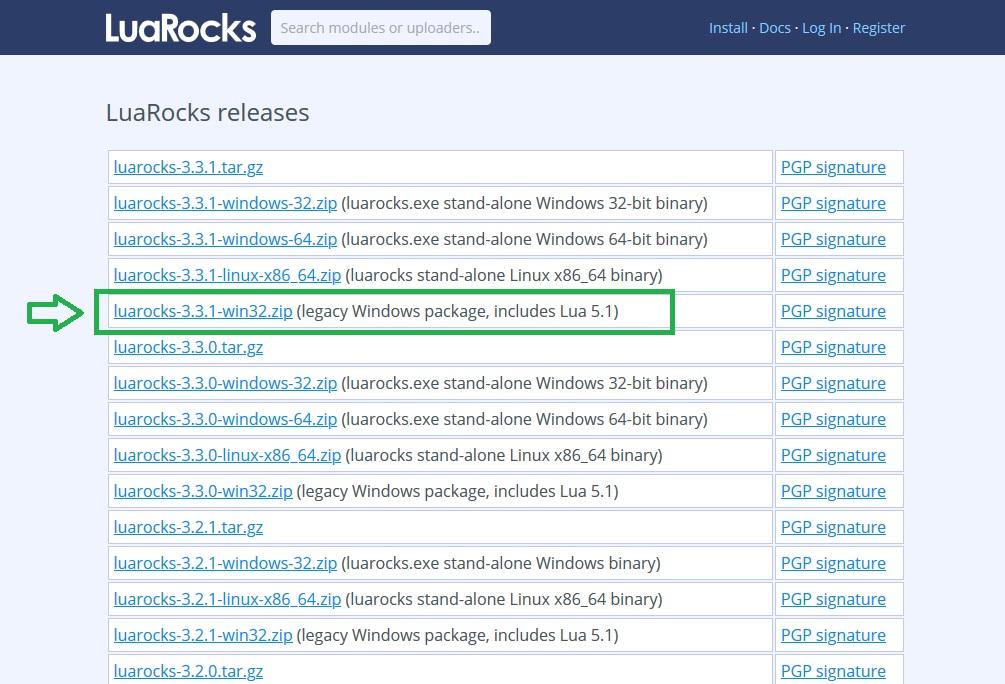 LuaRocks Search modules or uploaders.. Install · Docs · Log In · Register
LuaRocks releases
luarocks-3.3.1.tar.gz PGP signature
luarocks-3.3.1-windows-32.zip (luarocks.exe stand-alone Windows 32-bit binary) PGP signature
luarocks-3.3.1-windows-64.zip (luarocks.exe stand-alone Windows 64-bit binary) PGP signature
luarocks-3.3.1-linux-x86_64.zip (luarocks stand-alone Linux x86_64 binary) PGP signature
luarocks-3.3.1-win32.zip (legacy Windows package, includes Lua 5.1) PGP signature
luarocks-3.3.0.tar.gz PGP signature
luarocks-3.3.0-windows-32.zip (luarocks.exe stand-alone Windows 32-bit binary) PGP signature
luarocks-3.3.0-windows-64.zip (luarocks.exe stand-alone Windows 64-bit binary) PGP signature
luarocks-3.3.0-linux-x86_64.zip (luarocks stand-alone Linux x86_64 binary) PGP signature
luarocks-3.3.0-win32.zip (legacy Windows package, includes Lua 5.1) PGP signature
luarocks-3.2.1.tar.gz PGP signature
luarocks-3.2.1-windows-32.zip (luarocks.exe stand-alone Windows binary) PGP signature
luarocks-3.2.1-linux-x86_64.zip (luarocks stand-alone Linux x86_64 binary) PGP signature
luarocks-3.2.1-win32.zip (legacy Windows package, includes Lua 5.1) PGP signature
luarocks-3.2.0.tar.gz PGP signature